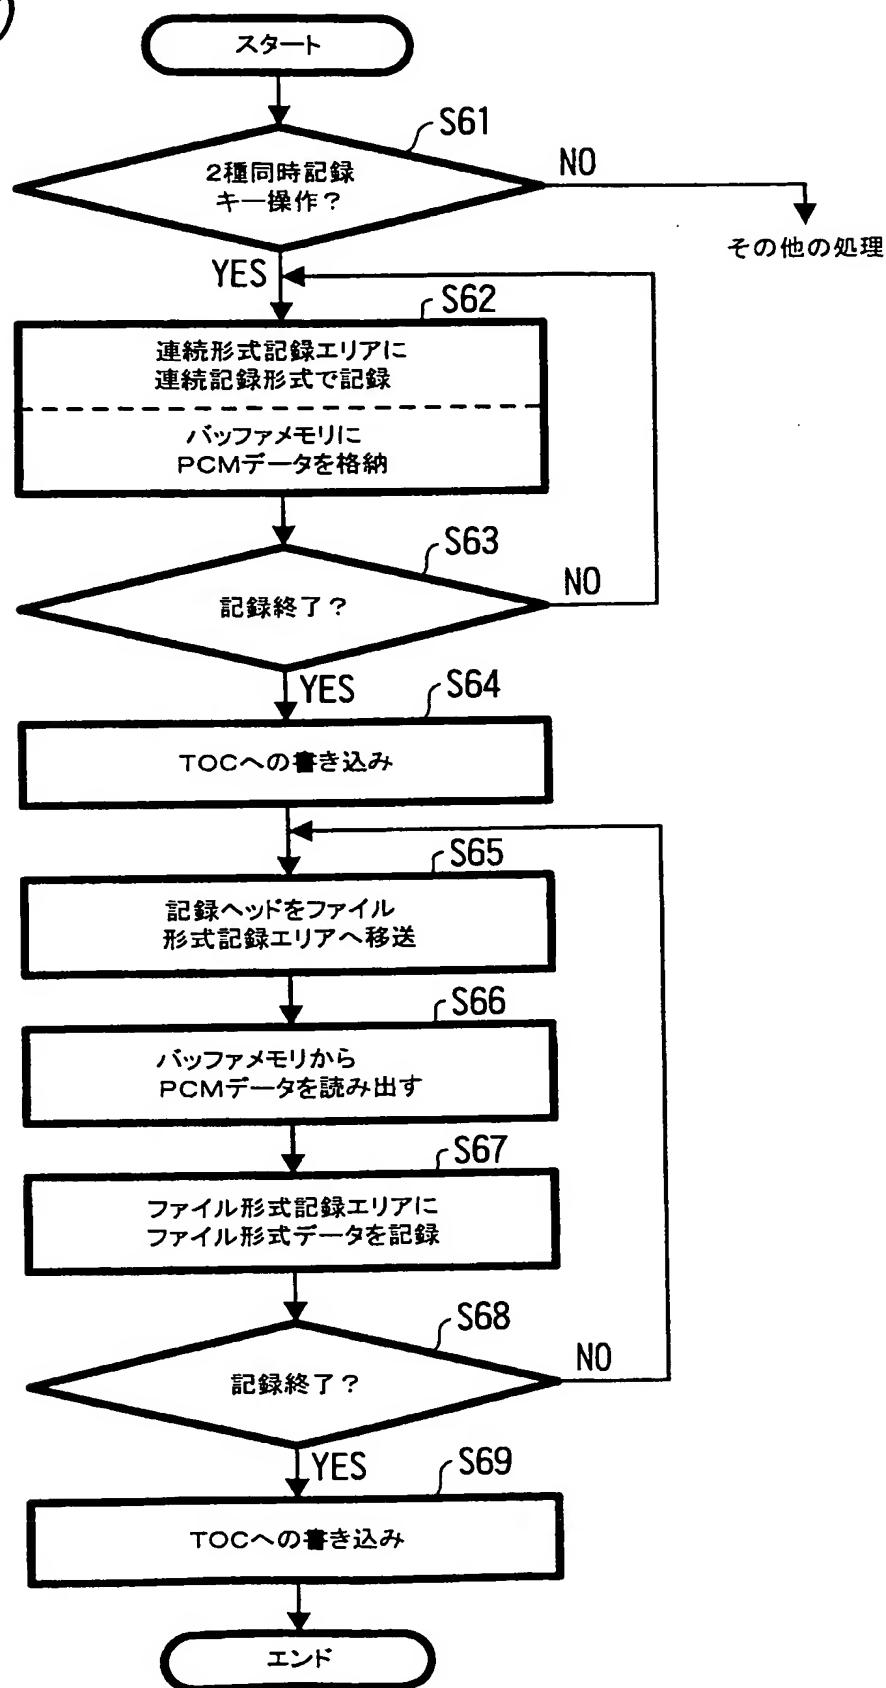 スタート
S61
2種同時記録
キー操作?
NO
その他の処理
YES
S62
連続形式記録エリアに
連続記録形式で記録
バッファメモリに
PCMデータを格納
S63
記録終了?
NO
YES
S64
TOCへの書き込み
S65
記録ヘッドをファイル
形式記録エリアへ移送
S66
バッファメモリから
PCMデータを読み出す
S67
ファイル形式記録エリアに
ファイル形式データを記録
S68
記録終了?
NO
YES
S69
TOCへの書き込み
エンド